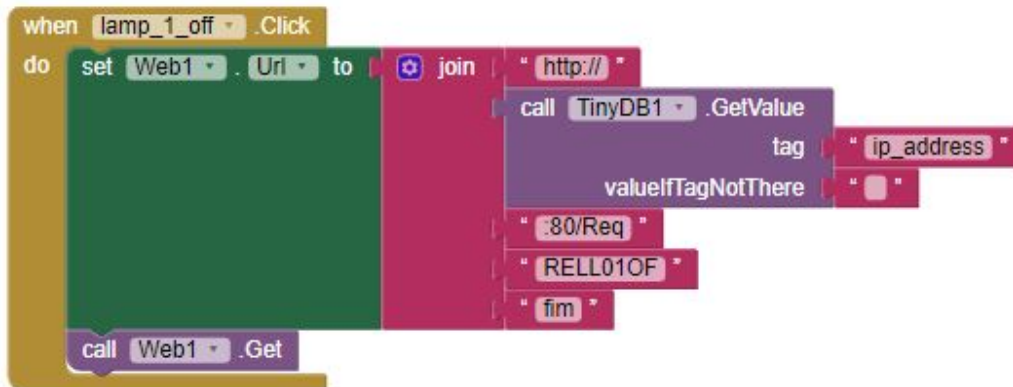 when lamp_1_off .Click
do set Web1 . Url to join " http:// "
call TinyDB1 .GetValue
tag " ip_address "
valueIfTagNotThere " "
" :80/Req "
" RELL01OF "
" fim "
call Web1 .Get